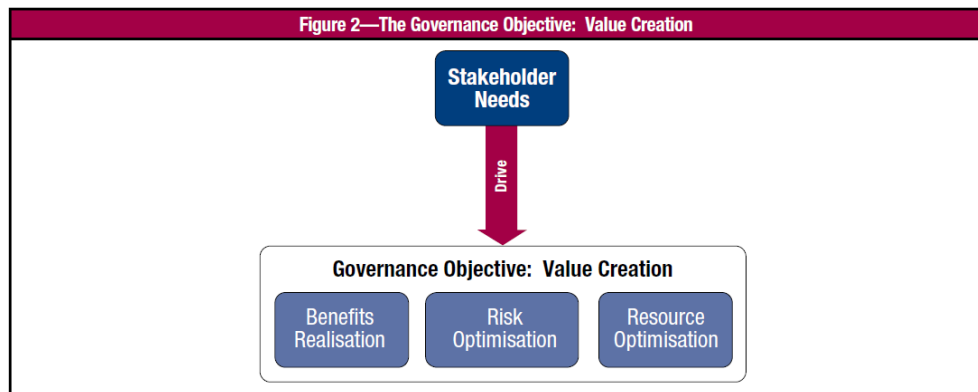 Figure 2—The Governance Objective: Value Creation
Stakeholder
Needs
Drive
Governance Objective: Value Creation
Benefits
Realisation
Risk
Optimisation
Resource
Optimisation